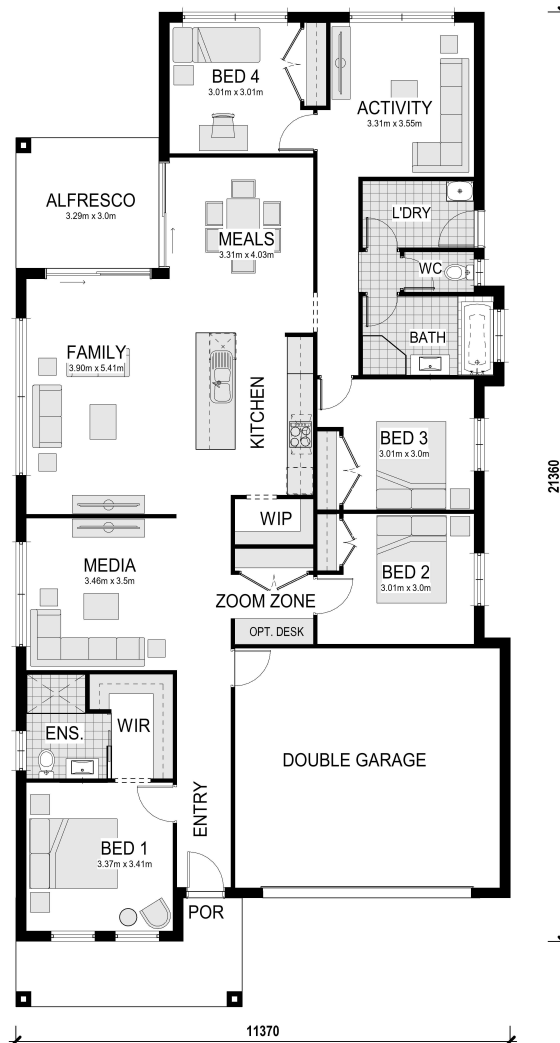 BED 4
3.01m x 3.01m
ACTIVITY
3.31m x 3.55m
ALFRESCO
3.29m x 3.0m
L'DRY
MEALS
3.31m x 4.03m
WC
BATH
FAMILY
3.90m x 5.41m
KITCHEN
BED 3
3.01m x 3.0m
21360
WIP
MEDIA
3.46m x 3.5m
BED 2
3.01m x 3.0m
ZOOM ZONE
OPT. DESK
WIR
ENS.
DOUBLE GARAGE
ENTRY
BED 1
3.37m x 3.41m
POR
11370